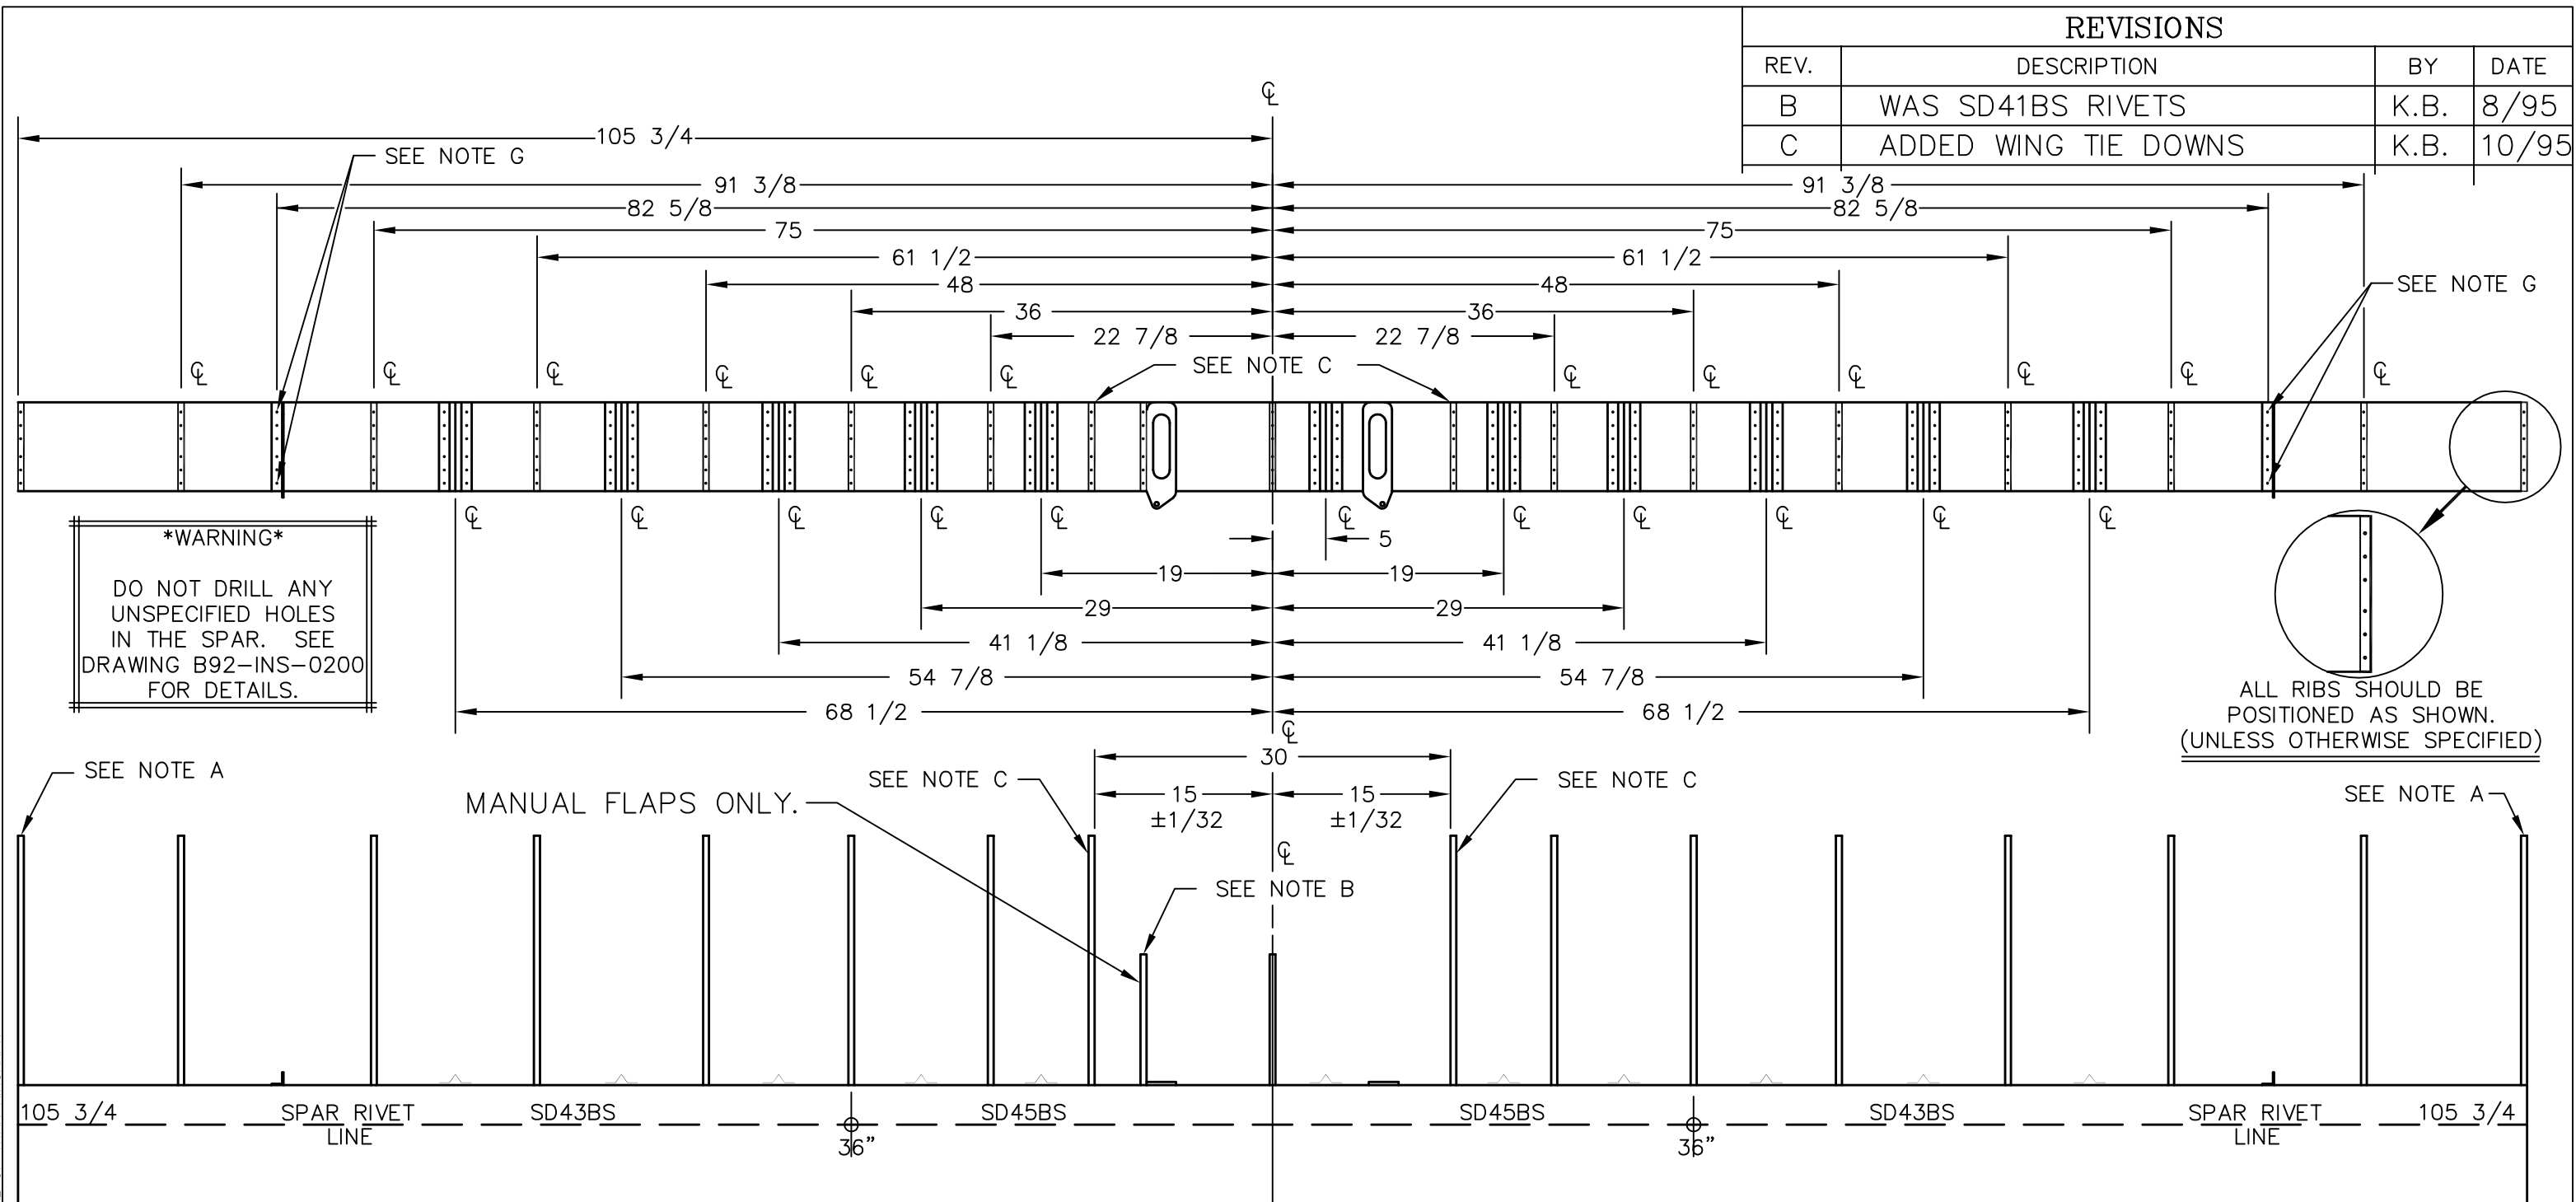 REVISIONS
REV. DESCRIPTION BY DATE
B WAS SD41BS RIVETS K.B. 8/95
C ADDED WING TIE DOWNS K.B. 10/95
℄
105 3/4
SEE NOTE G
91 3/8 91 3/8
82 5/8 82 5/8
75 75
61 1/2 61 1/2
48 48
SEE NOTE G
36 36
22 7/8 22 7/8
SEE NOTE C
℄ ℄ ℄ ℄ ℄ ℄ ℄ ℄ ℄ ℄ ℄ ℄
℄ ℄ ℄ ℄ ℄ ℄ ℄ ℄ ℄ ℄ ℄
5
19 19
29 29
41 1/8 41 1/8
54 7/8 54 7/8
68 1/2 68 1/2
*WARNING*
DO NOT DRILL ANY
UNSPECIFIED HOLES
IN THE SPAR. SEE
DRAWING B92-INS-0200
FOR DETAILS.
ALL RIBS SHOULD BE
POSITIONED AS SHOWN.
(UNLESS OTHERWISE SPECIFIED)
℄
30
SEE NOTE A
SEE NOTE C
SEE NOTE C
15 15
±1/32 ±1/32
SEE NOTE A
MANUAL FLAPS ONLY.
℄
SEE NOTE B
105 3/4 SPAR RIVET SD43BS SD45BS SD45BS SD43BS SPAR RIVET 105 3/4
LINE LINE
36" 36"